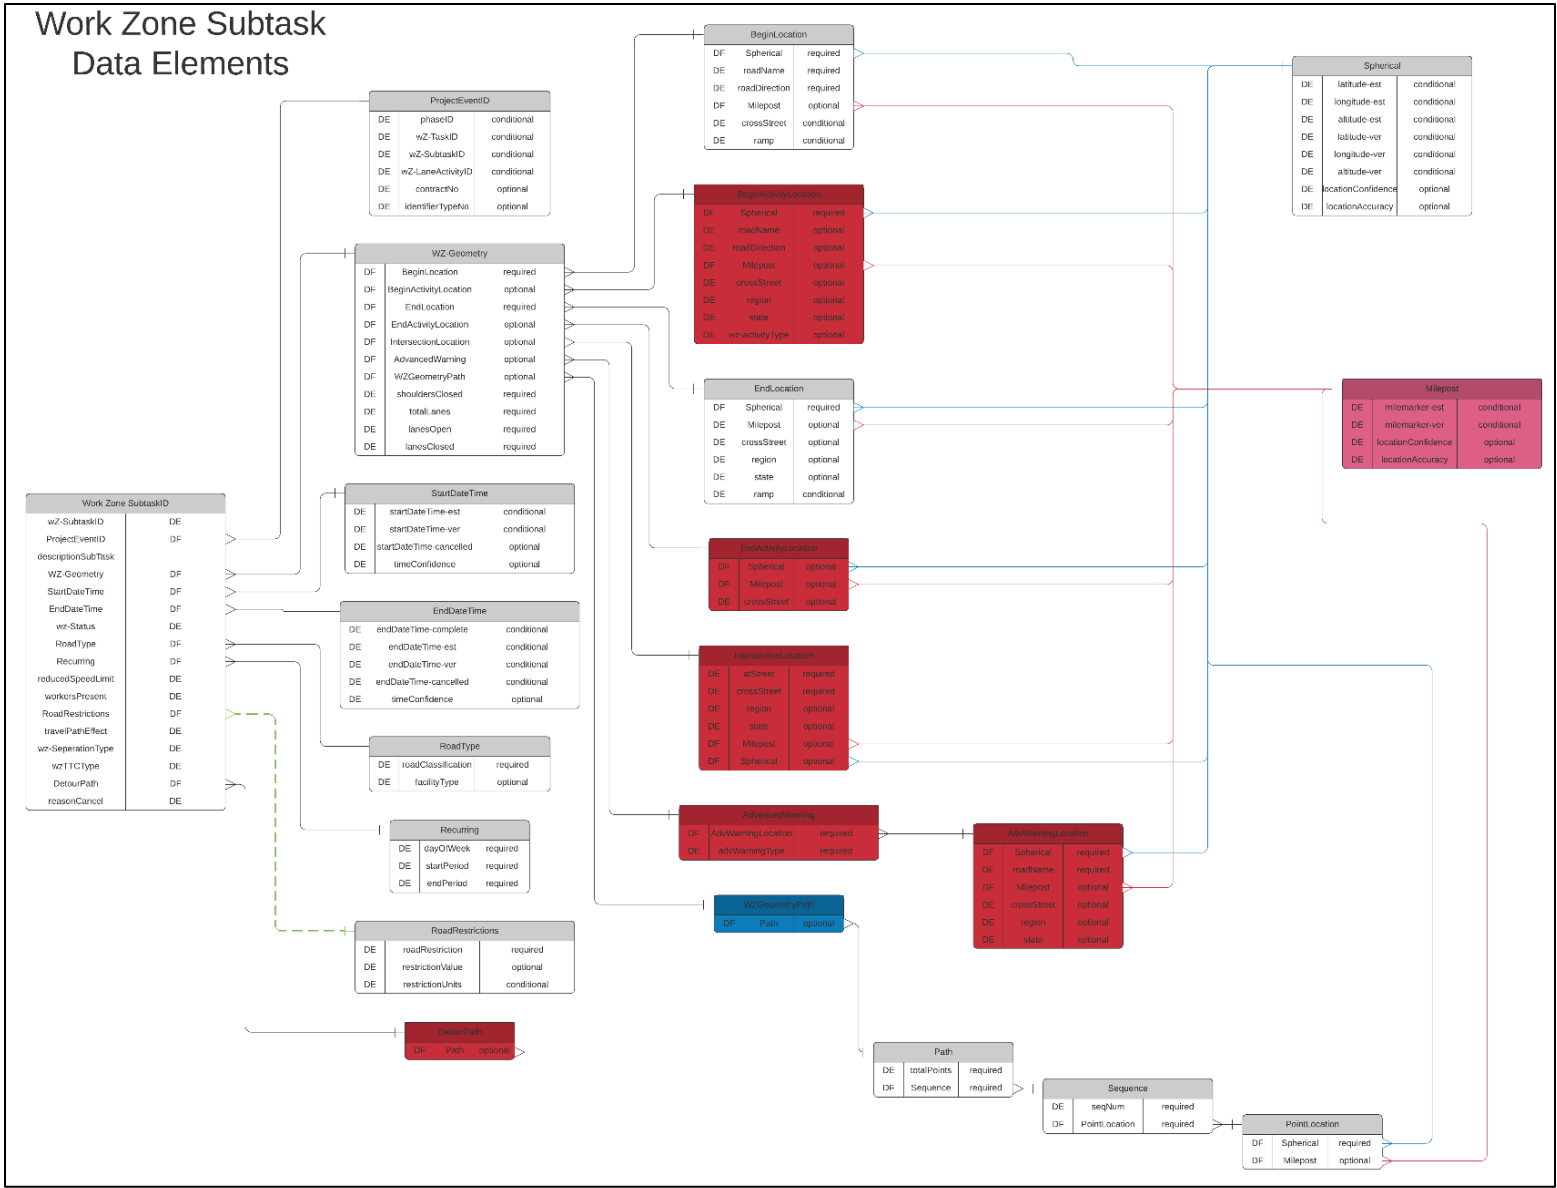 Work Zone Subtask
Data Elements
ProjectEventID
DE phaseID conditional
DE wZ-TaskID conditional
DE wZ-SubtaskID conditional
DE wZ-LaneActivityID conditional
DE contractNo optional
DE identifierTypeNo optional
WZ-Geometry
DF BeginLocation required
DF BeginActivityLocation optional
DF EndLocation required
DF EndActivityLocation optional
DF IntersectionLocation optional
DF AdvancedWarning optional
DF WZGeometryPath optional
DE shouldersClosed required
DE totalLanes required
DE lanesOpen required
DE lanesClosed required
Work Zone SubtaskID
wZ-SubtaskID DE
ProjectEventID DF
descriptionSubTask
WZ-Geometry DF
StartDateTime DF
EndDateTime DF
wz-Status DE
RoadType DF
Recurring DF
reducedSpeedLimit DE
workersPresent DE
RoadRestrictions DF
travelPathEffect DE
wz-SeperationType DE
wzTTCType DE
DetourPath DF
reasonCancel DE
StartDateTime
DE startDateTime-est conditional
DE startDateTime-ver conditional
DE startDateTime-cancelled optional
DE timeConfidence optional
EndDateTime
DE endDateTime-complete conditional
DE endDateTime-est conditional
DE endDateTime-ver conditional
DE endDateTime-cancelled conditional
DE timeConfidence optional
RoadType
DE roadClassification required
DE facilityType optional
Recurring
DE dayOfWeek required
DE startPeriod required
DE endPeriod required
RoadRestrictions
DE roadRestriction required
DE restrictionValue optional
DE restrictionUnits conditional
DetourPath
DF Path optional
BeginLocation
DF Spherical required
DE roadName required
DE roadDirection required
DF Milepost optional
DE crossStreet conditional
DE ramp conditional
BeginActivityLocation
DF Spherical required
DE roadName optional
DE roadDirection optional
DF Milepost optional
DE crossStreet optional
DE region optional
DE state optional
DE wz-activityType optional
EndLocation
DF Spherical required
DF Milepost optional
DE crossStreet optional
DE region optional
DE state optional
DE ramp conditional
EndActivityLocation
DF Spherical optional
DF Milepost optional
DE crossStreet optional
IntersectionLocation
DE atStreet required
DE crossStreet required
DE region optional
DE state optional
DF Milepost optional
DF Spherical optional
AdvancedWarning
DF AdvWarningLocation required
DE advWarningType required
AdvWarningLocation
DF Spherical required
DE roadName required
DF Milepost optional
DE crossStreet optional
DE region optional
DE state optional
WZGeometryPath
DF Path optional
Path
DE totalPoints required
DF Sequence required
Sequence
DE seqNum required
DF PointLocation required
PointLocation
DF Spherical required
DF Milepost optional
Spherical
DE latitude-est conditional
DE longitude-est conditional
DE altitude-est conditional
DE latitude-ver conditional
DE longitude-ver conditional
DE altitude-ver conditional
DE locationConfidence optional
DE locationAccuracy optional
Milepost
DE milemarker-est conditional
DE milemarker-ver conditional
DE locationConfidence optional
DE locationAccuracy optional